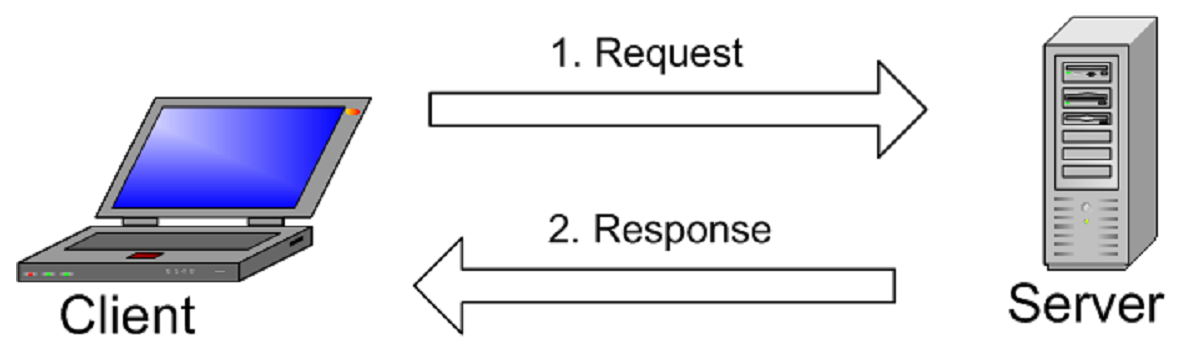 1. Request
2. Response
Client
Server